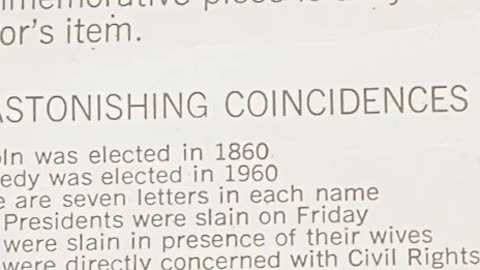 or's item.
ASTONISHING COINCIDENCES
oln was elected in 1860
edy was elected in 1960
e are seven letters in each name
Presidents were slain on Friday
were slain in presence of their wives
were directly concerned with Civil Rights